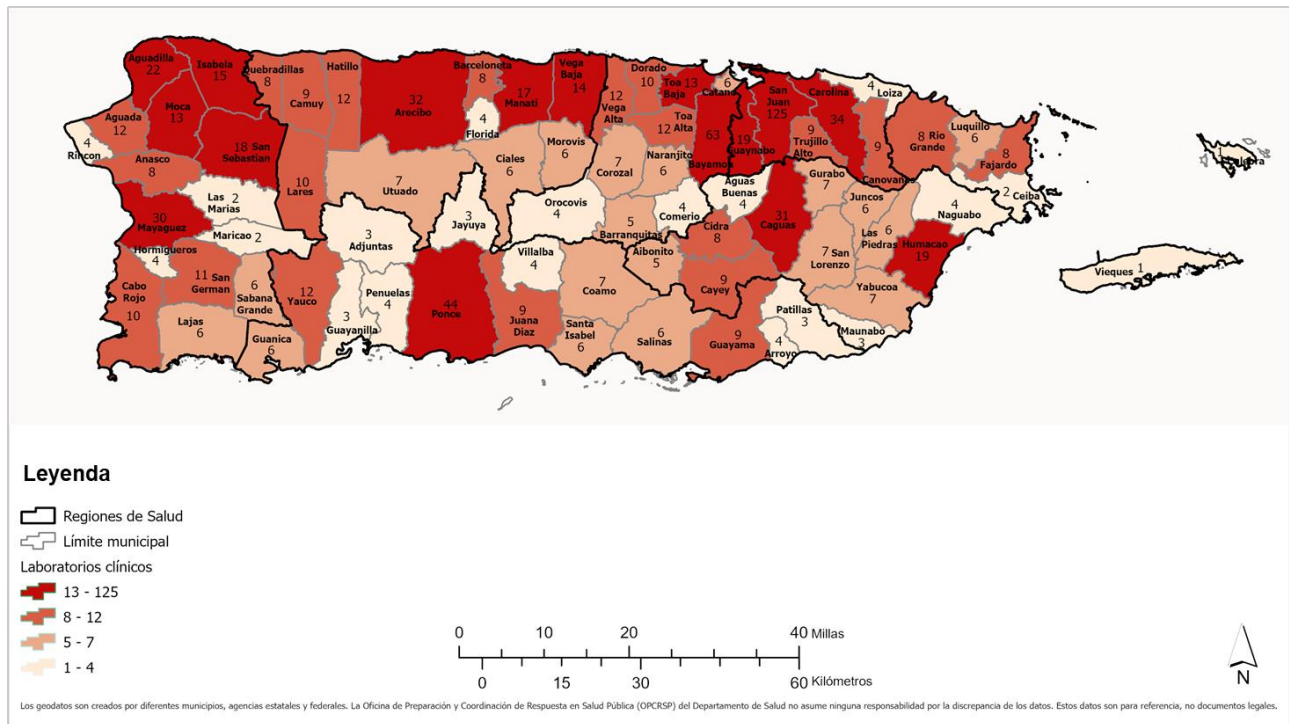 Aguadilla
22
Isabela
15
Quebradillas
8
9
Camuy
Hatillo
12
32
Arecibo
Barceloneta
8
17
Manati
Vega
Baja
14
Dorado
10
12
Vega
Alta
Toa
Baja
13
6
Catano
San
Juan
125
Carolina
34
4
Loiza
Moca
13
Aguada
12
4
Rincon
Anasco
8
18 San
Sebastian
4
Florida
Toa
12 Alta
63
Bayamon
19
Guaynabo
9
Trujillo
Alto
9
Canovanas
8 Rio
Grande
Luquillo
6
8
Fajardo
10
Lares
7
Utuado
Ciales
6
Morovis
6
7
Corozal
Naranjito
6
Aguas
Buenas
4
Gurabo
7
Juncos
6
2
Ceiba
4
Naguabo
30
Mayaguez
Las
Marias
2
Maricao 2
3
Adjuntas
3
Jayuya
Orocovis
4
4
Comerio
5
Barranquitas
Cidra
8
31
Caguas
Las
Piedras
6
7 San
Lorenzo
Humacao
19
Hormigueros
4
11 San
German
6
Sabana
Grande
12
Yauco
3
Guayanilla
Penuelas
4
44
Ponce
Villalba
4
Aibonito
5
7
Coamo
9
Cayey
Yabucoa
7
Vieques 1
Cabo
Rojo
10
Lajas
6
Guanica
6
9
Juana
Diaz
Santa
Isabel
6
6
Salinas
9
Guayama
Patillas
3
4
Arroyo
Maunabo
3
Leyenda
Regiones de Salud
Límite municipal
Laboratorios clínicos
13 - 125
8 - 12
5 - 7
1 - 4
0 10 20 40 Millas
0 15 30 60 Kilómetros
N
Los geodatos son creados por diferentes municipios, agencias estatales y federales. La Oficina de Preparación y Coordinación de Respuesta en Salud Pública (OPCRSP) del Departamento de Salud no asume ninguna responsabilidad por la discrepancia de los datos. Estos datos son para referencia, no documentos legales.